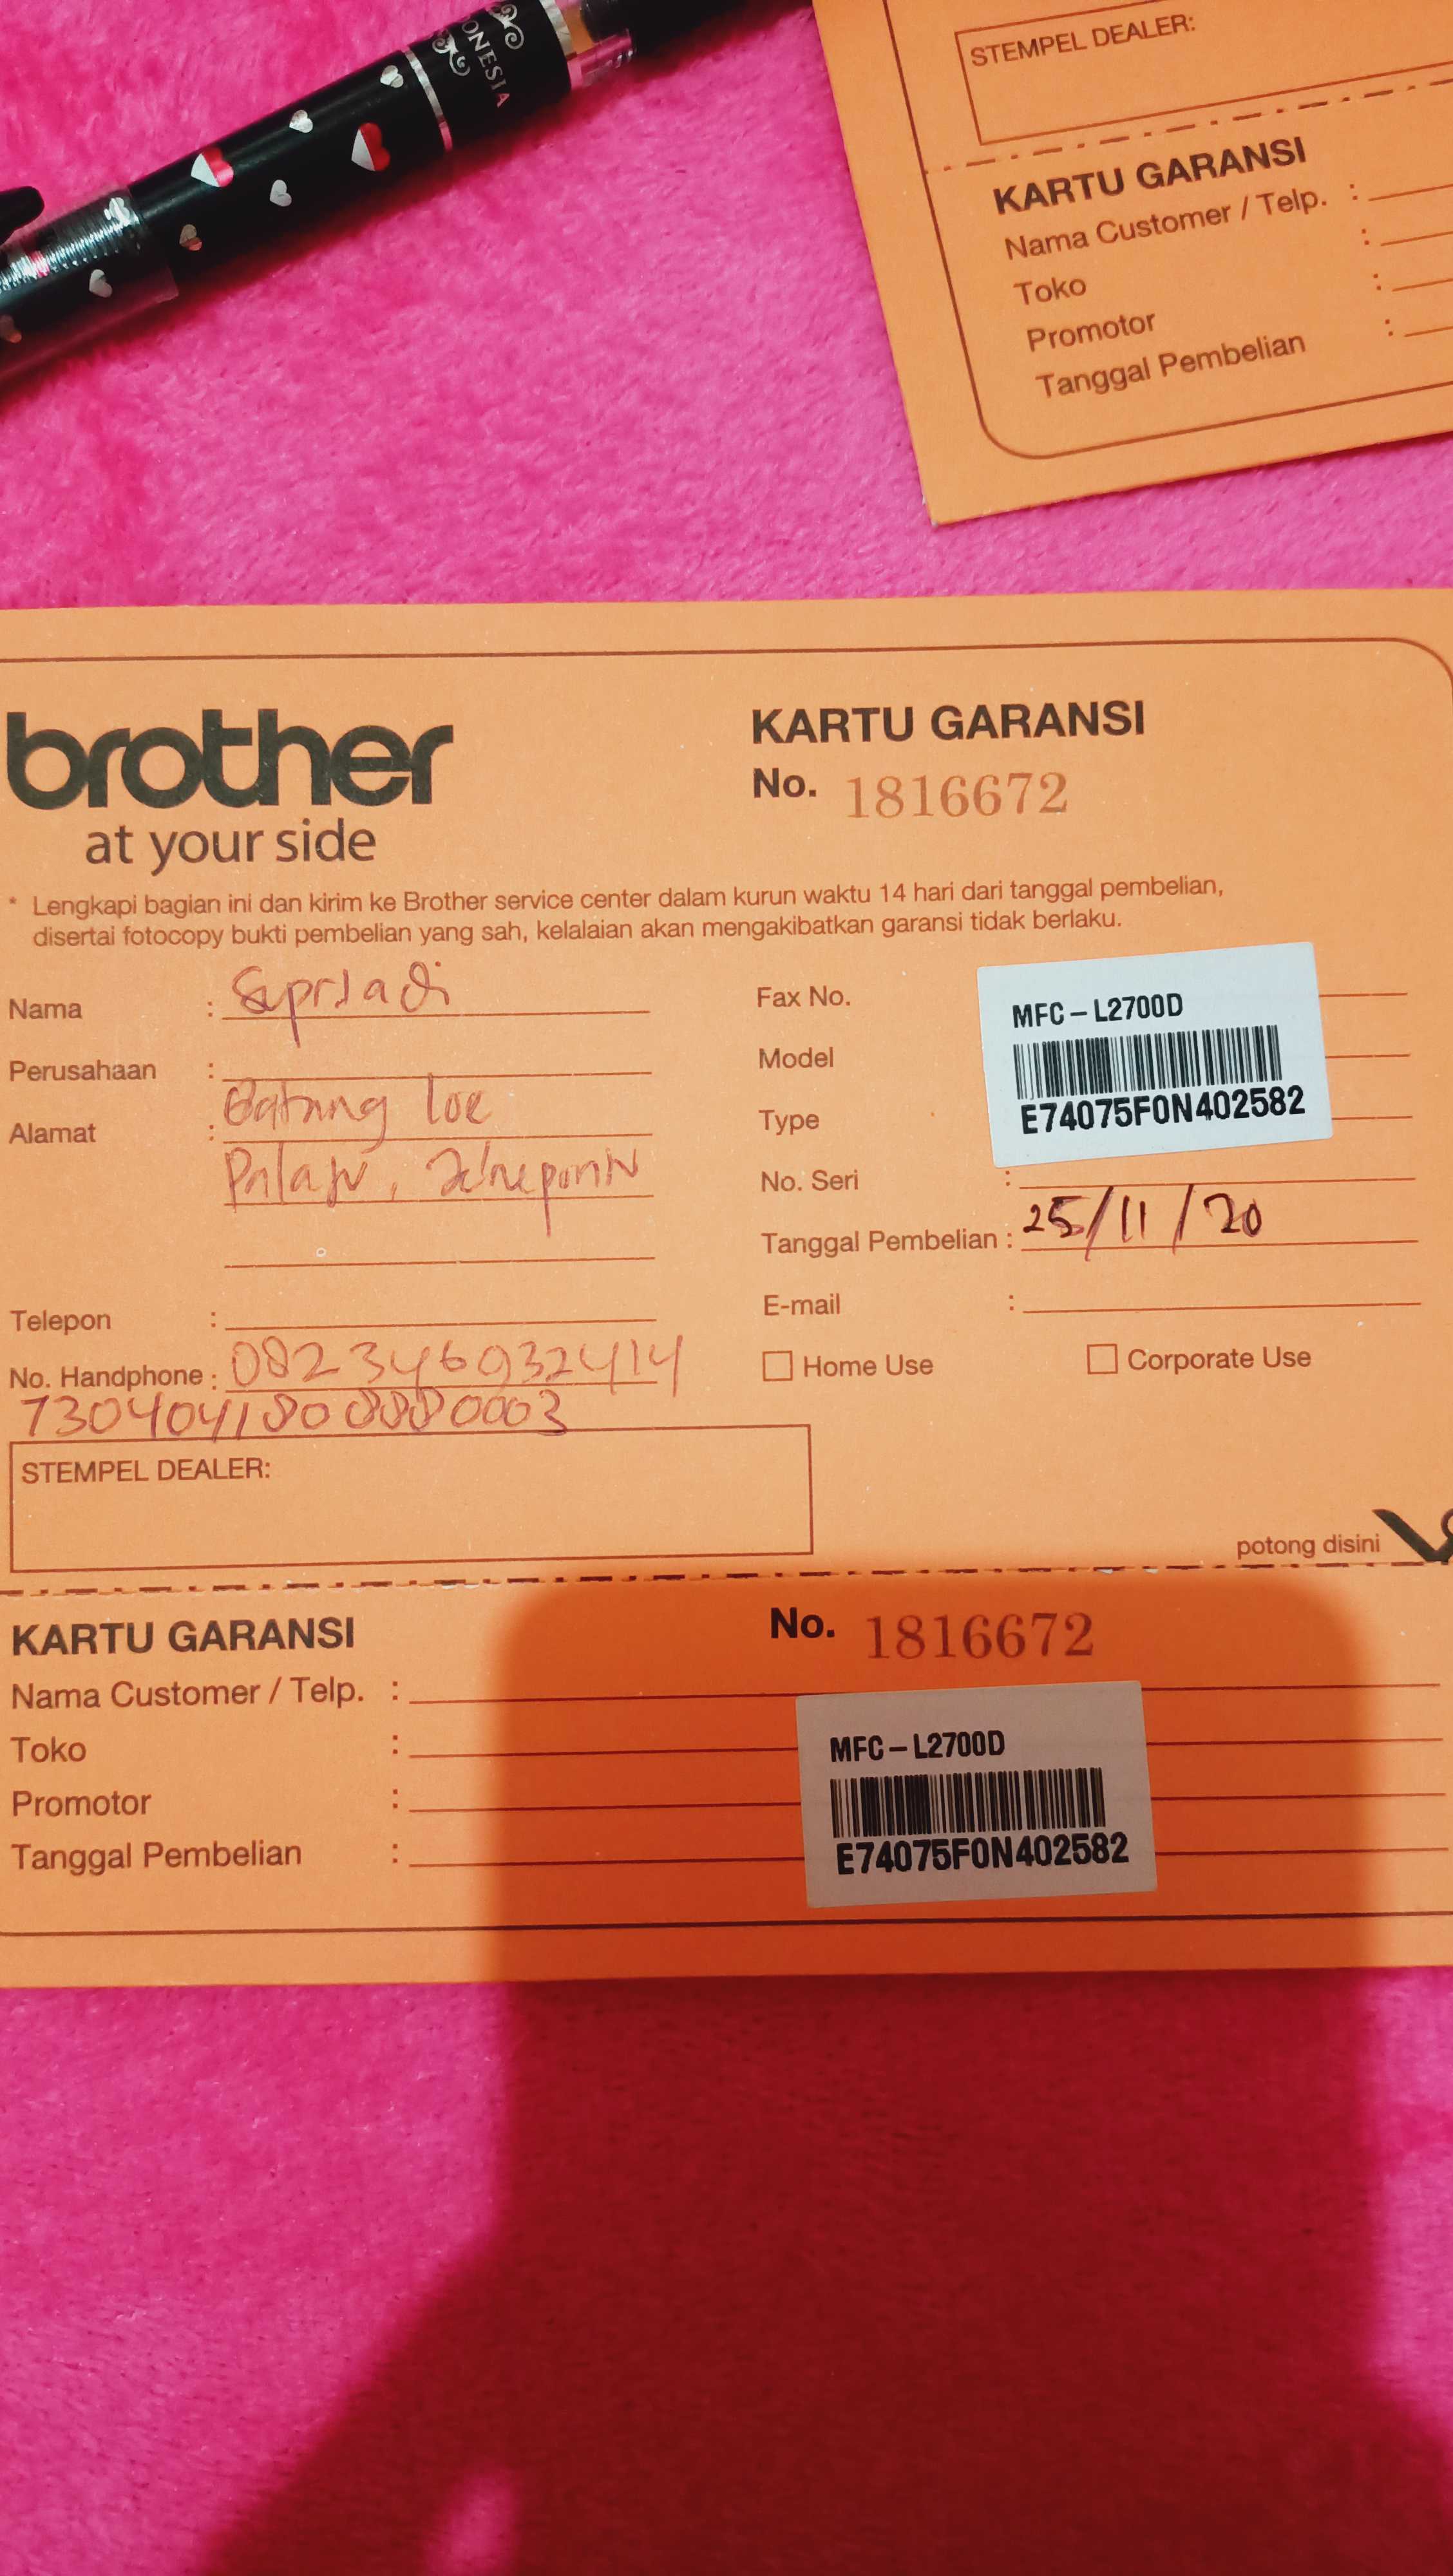 ONESIA
STEMPEL DEALER:
KARTU GARANSI
Nama Customer / Telp. :
Toko :
Promotor :
Tanggal Pembelian :
brother
at your side
KARTU GARANSI
No. 1816672
* Lengkapi bagian ini dan kirim ke Brother service center dalam kurun waktu 14 hari dari tanggal pembelian,
disertai fotocopy bukti pembelian yang sah, kelalaian akan mengakibatkan garansi tidak berlaku.
Nama :
Perusahaan :
Alamat : loe
Telepon :
No. Handphone : 082346932414
Fax No.
Model
Type
MFC-L2700D
E74075F0N402582
No. Seri :
Tanggal Pembelian : 25/11/20
E-mail :
Home Use Corporate Use
STEMPEL DEALER:
potong disini
KARTU GARANSI
No. 1816672
Nama Customer / Telp. :
Toko :
Promotor :
Tanggal Pembelian :
MFC-L2700D
E74075F0N402582